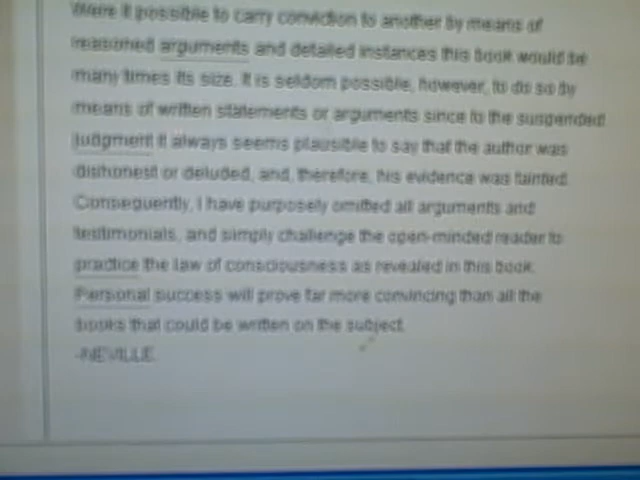 Were it possible to carry conviction to another by means of
reasoned arguments and detailed instances this book would be
many times its size. It is seldom possible, however, to do so by
means of written statements or arguments since to the suspended
judgment it always seems plausible to say that the author was
dishonest or deluded, and, therefore, his evidence was tainted.
Consequently, I have purposely omitted all arguments and
testimonials, and simply challenge the open-minded reader to
practice the law of consciousness as revealed in this book.
Personal success will prove far more convincing than all the
books that could be written on the subject.
-NEVILLE